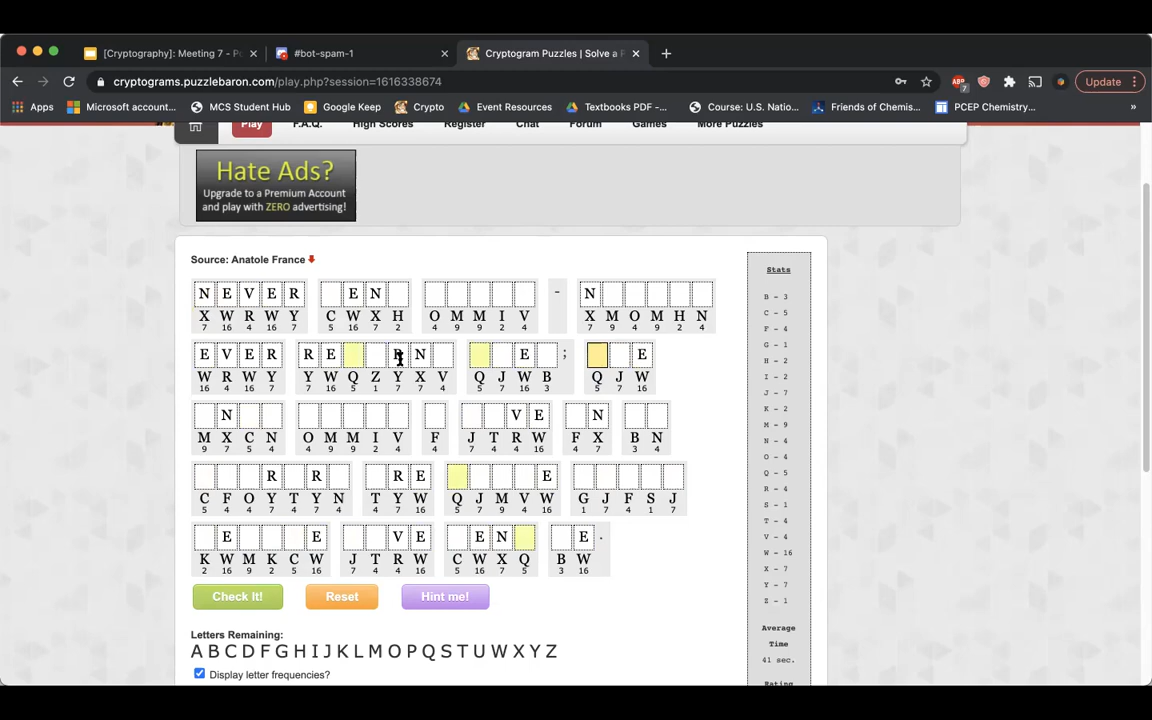 [Cryptography]: Meeting 7 - Po
#bot-spam-1
Cryptogram Puzzles | Solve a P
cryptograms.puzzlebaron.com/play.php?session=1616338674
ABP
7
Update
Apps
Microsoft account...
MCS Student Hub
Google Keep
Crypto
Event Resources
Textbooks PDF -...
Course: U.S. Natio...
Friends of Chemis...
PCEP Chemistry...
»
Play
F.A.Q.
High Scores
Register
Chat
Forum
Games
More Puzzles
Hate Ads?
Upgrade to a Premium Account
and play with ZERO advertising!
Source: Anatole France
N E V E R E N - N
X W R W Y C W X H O M M I V X M O M H N
7 16 4 16 7 5 16 7 2 4 9 9 2 4 7 9 4 9 2 4
E V E R R E R N E ; E
W R W Y Y W Q Z Y X V Q J W B Q J W
16 4 16 7 7 16 5 1 7 7 4 5 7 16 3 5 7 16
N V E N
M X C N O M M I V F J T R W F X B N
9 7 5 4 4 9 9 2 4 4 7 4 4 16 4 7 3 4
R R R E E
C F O Y T Y N T Y W Q J M V W G J F S J
5 4 4 7 4 7 4 4 7 16 5 7 9 4 16 1 7 4 1 7
E E V E E N E .
K W M K C W J T R W C W X Q B W
2 16 9 2 5 16 7 4 4 16 5 16 7 5 3 16
Check It!
Reset
Hint me!
Letters Remaining:
A B C D F G H I J K L M O P Q S T U W X Y Z
Display letter frequencies?
Stats
B - 3
C - 5
F - 4
G - 1
H - 2
I - 2
J - 7
K - 2
M - 9
N - 4
O - 4
Q - 5
R - 4
S - 1
T - 4
V - 4
W - 16
X - 7
Y - 7
Z - 1
Average
Time
41 sec.
Rating